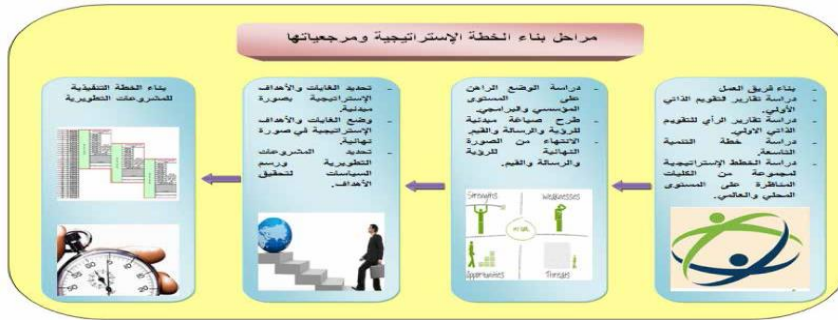 مراحل بناء الخطة الإستراتيجية ومرجعياتها
- بناء فريق العمل
- دراسة تقارير التقويم الذاتي
الأولي.
- دراسة تقارير الرأي للتقويم
الذاتي الاولي.
- دراسة خطة التنمية
التاسعة.
- دراسة الخطط الإستراتيجية
لمجموعة من الكليات
المناظرة على المستوى
المحلي والعالمي.
- دراسة الوضع الراهن
على المستوى
المؤسسي والبرامجي.
- طرح صياغة مبدئية
للرؤية والرسالة والقيم.
- الانتهاء من الصورة
النهائية للرؤية
والرسالة والقيم.
Strengths
Weaknesses
Opportunities
Threats
- تحديد الغايات والأهداف
الإستراتيجية بصورة
مبدئية.
- وضع الغايات والأهداف
الإستراتيجية في صورة
نهائية.
- تحديد المشروعات
التطويرية ورسم
السياسات لتحقيق
الأهداف.
بناء الخطة التنفيذية
للمشروعات التطويرية